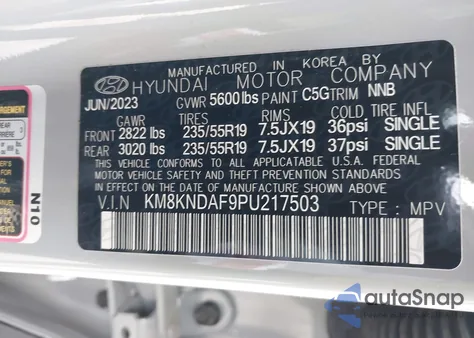 MANUFACTURED IN KOREA BY
HYUNDAI MOTOR COMPANY
JUN/2023 GVWR 5600lbs PAINT C5G TRIM NNB
GAWR TIRES RIMS COLD TIRE INFL.
FRONT 2822 lbs 235/55R19 7.5JX19 36psi SINGLE
REAR 3020 lbs 235/55R19 7.5JX19 37psi SINGLE
THIS VEHICLE CONFORMS TO ALL APPLICABLE U.S.A. FEDERAL
MOTOR VEHICLE SAFETY AND THEFT PREVENTION STANDARDS
IN EFFECT ON THE DATE OF MANUFACTURE SHOWN ABOVE.
V.I.N KM8KNDAF9PU217503 TYPE : MPV
N10
autoSnap